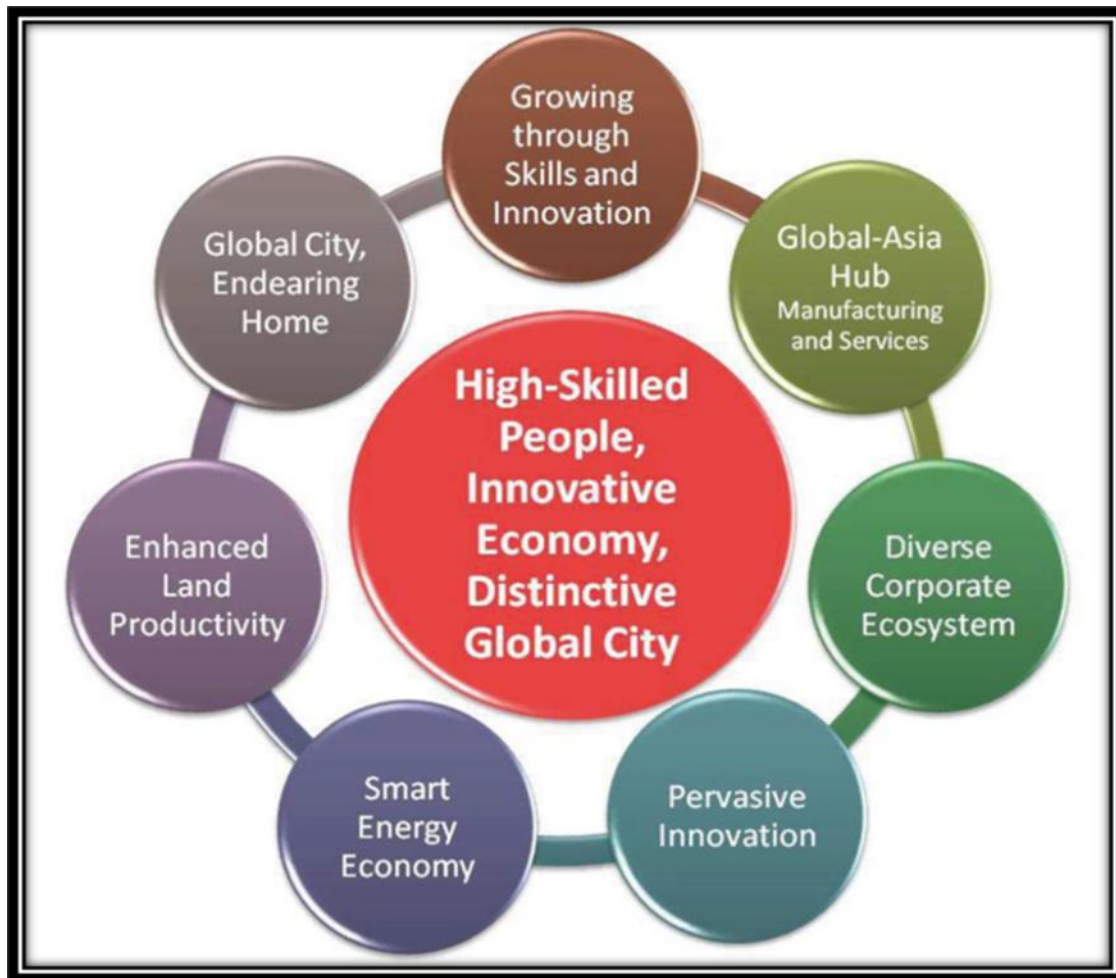 Growing
through
Skills and
Innovation
Global-Asia
Hub
Manufacturing
and Services
Diverse
Corporate
Ecosystem
Pervasive
Innovation
Smart
Energy
Economy
Enhanced
Land
Productivity
Global City,
Endearing
Home
High-Skilled
People,
Innovative
Economy,
Distinctive
Global City